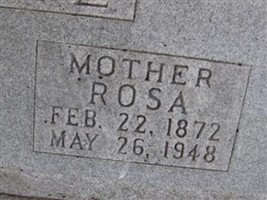 MOTHER
ROSA
FEB. 22, 1872
MAY 26, 1948